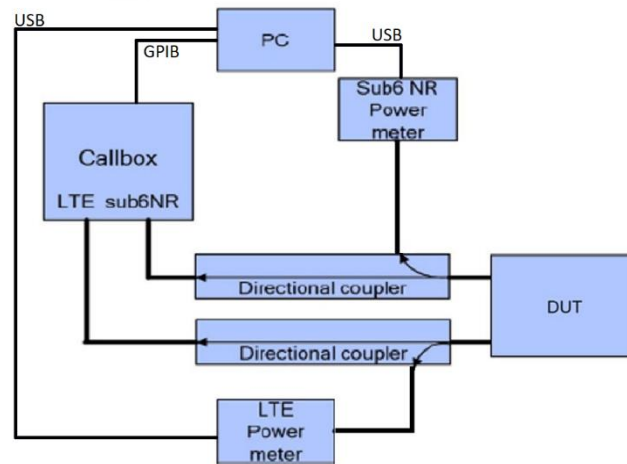 USB
PC
USB
GPIB
Sub6 NR
Power
meter
Callbox
LTE sub6NR
Directional coupler
DUT
Directional coupler
LTE
Power
meter